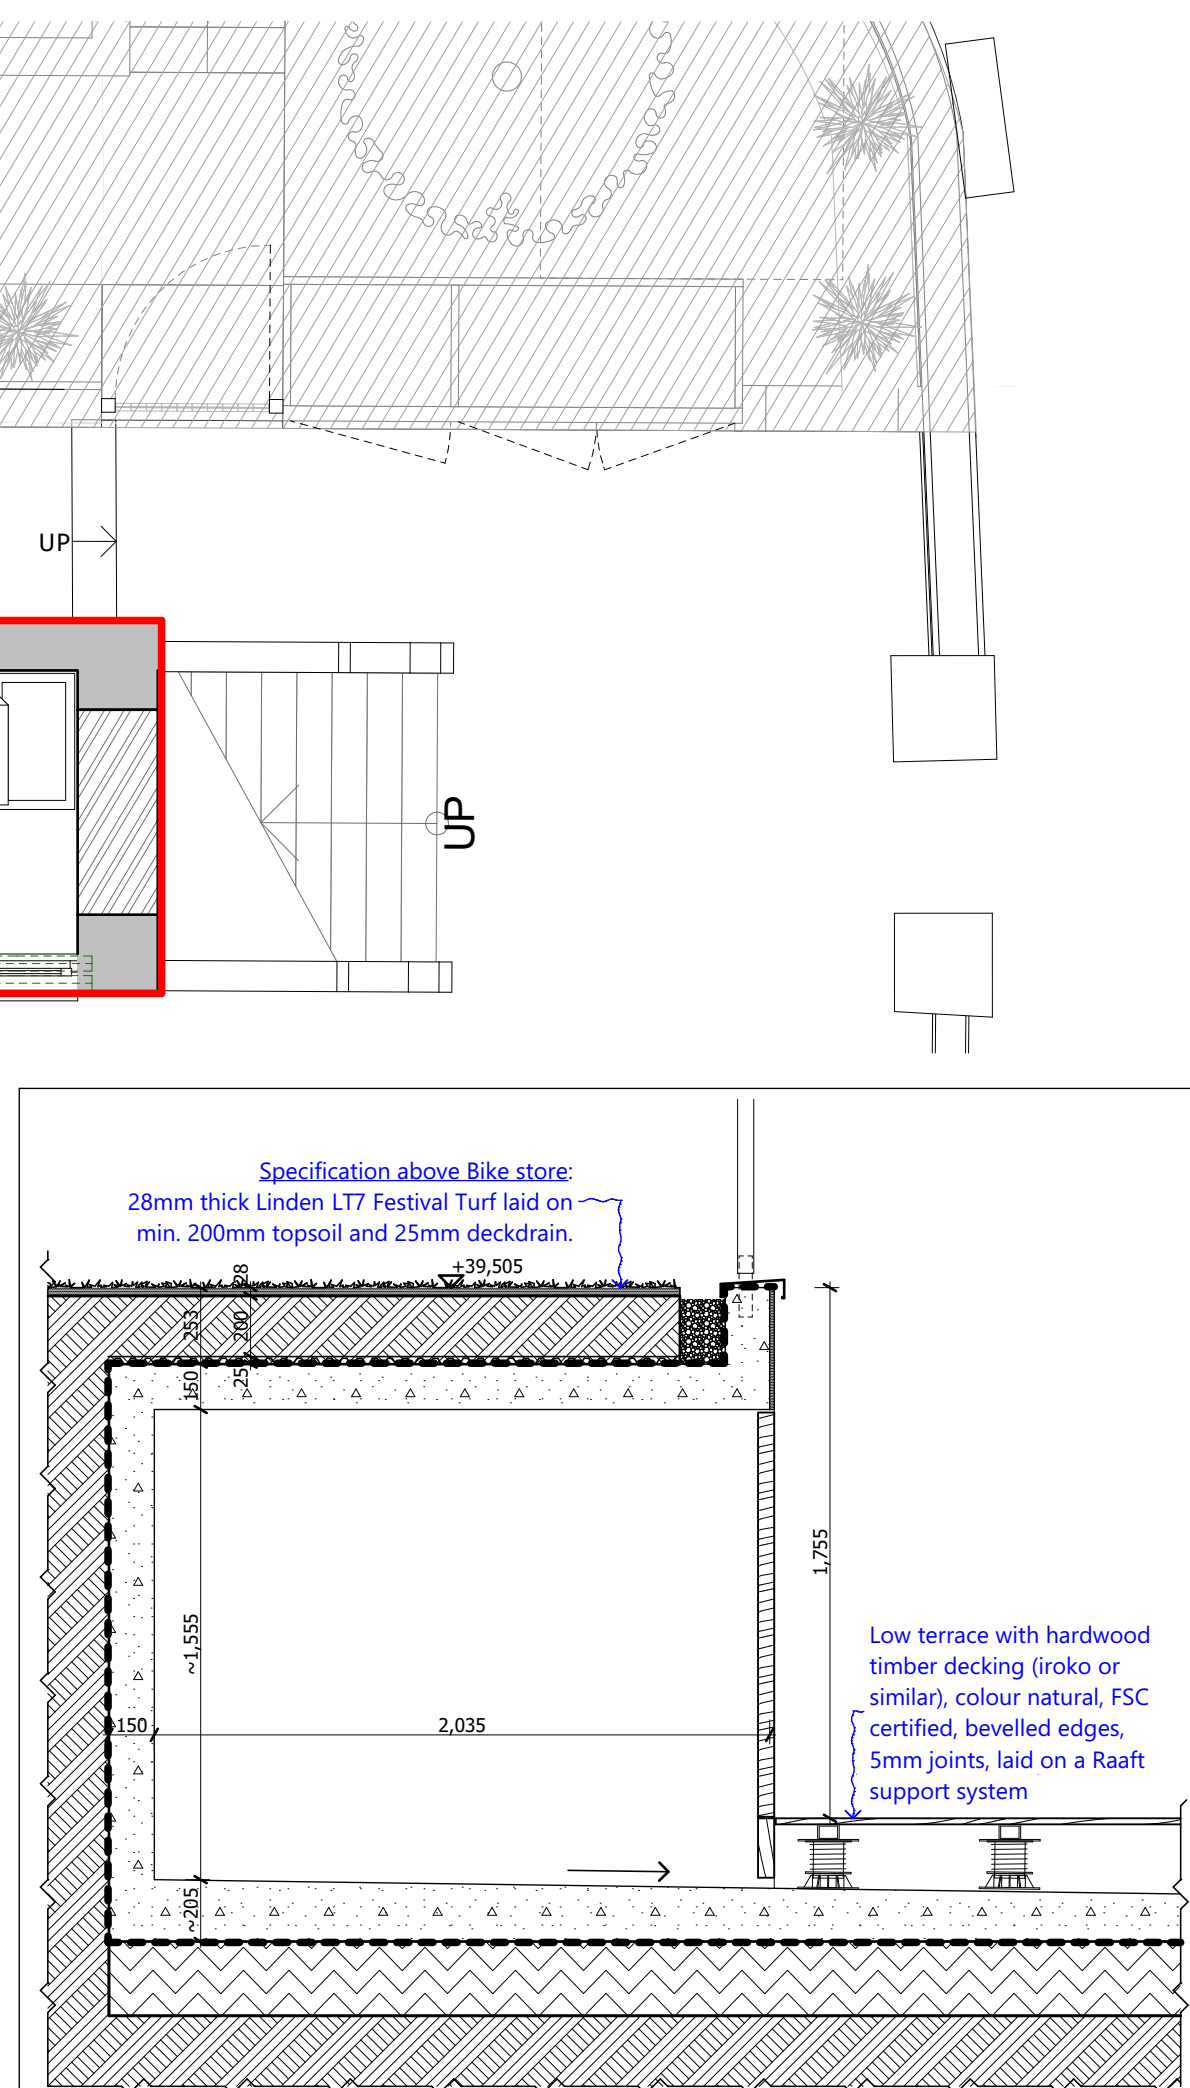 UP
UP
Specification above Bike store:
28mm thick Linden LT7 Festival Turf laid on
min. 200mm topsoil and 25mm deckdrain.
+39,505
28
253
200
150
25
1,755
~1,555
Low terrace with hardwood
timber decking (iroko or
similar), colour natural, FSC
certified, bevelled edges,
5mm joints, laid on a Raaft
support system
150
2,035
~205